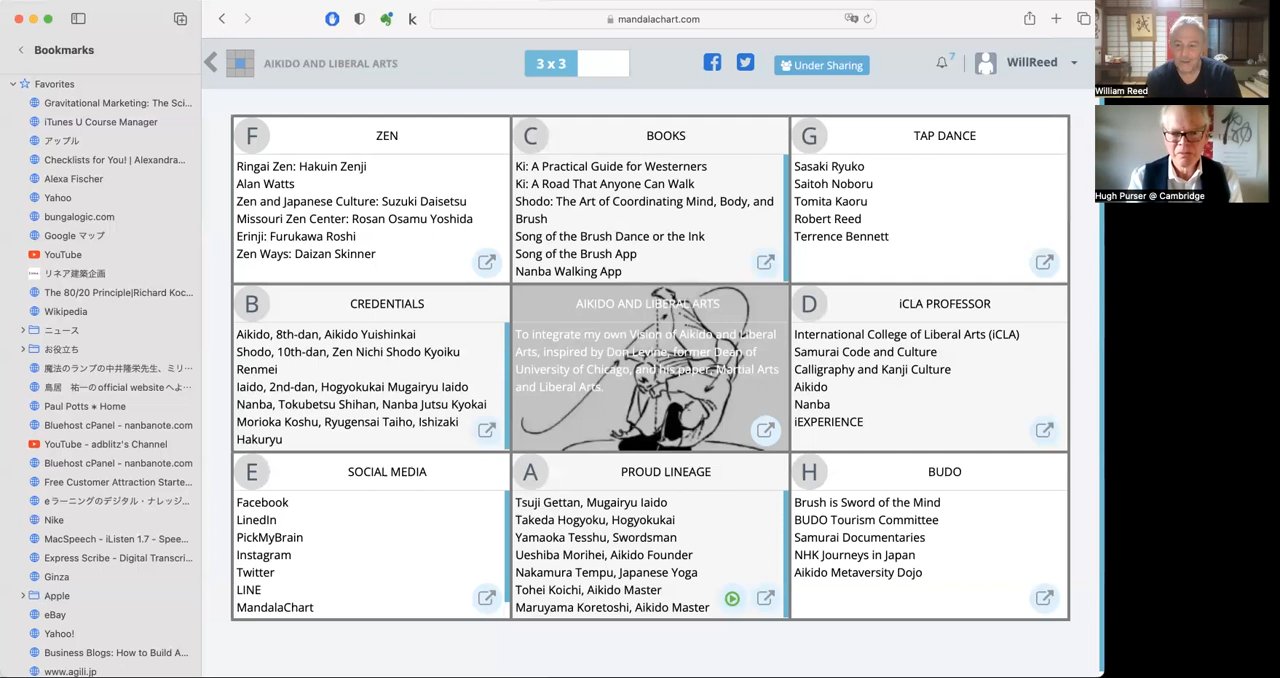 Bookmarks
Favorites
Gravitational Marketing: The Sci...
iTunes U Course Manager
アップル
Checklists for You! | Alexandra...
Alexa Fischer
Yahoo
bungalogic.com
Google マップ
YouTube
リネア建築企画
The 80/20 Principle|Richard Koc...
Wikipedia
ニュース
お役立ち
魔法のランプの中井隆栄先生、ミリ…
鳥居 祐一のofficial websiteへよ…
Paul Potts ★ Home
Bluehost cPanel - nanbanote.com
YouTube - adblitz's Channel
Bluehost cPanel - nanbanote.com
Free Customer Attraction Starte...
eラーニングのデジタル・ナレッジ…
Nike
MacSpeech - iListen 1.7 - Spee...
Express Scribe - Digital Transcri...
Ginza
Apple
eBay
Yahoo!
Business Blogs: How to Build A...
www.agili.jp
k
mandalachart.com
AIKIDO AND LIBERAL ARTS
3 x 3
Under Sharing
7
WillReed
F
ZEN
Ringai Zen: Hakuin Zenji
Alan Watts
Zen and Japanese Culture: Suzuki Daisetsu
Missouri Zen Center: Rosan Osamu Yoshida
Erinji: Furukawa Roshi
Zen Ways: Daizan Skinner
C
BOOKS
Ki: A Practical Guide for Westerners
Ki: A Road That Anyone Can Walk
Shodo: The Art of Coordinating Mind, Body, and
Brush
Song of the Brush Dance or the Ink
Song of the Brush App
Nanba Walking App
G
TAP DANCE
Sasaki Ryuko
Saitoh Noboru
Tomita Kaoru
Robert Reed
Terrence Bennett
B
CREDENTIALS
Aikido, 8th-dan, Aikido Yuishinkai
Shodo, 10th-dan, Zen Nichi Shodo Kyoiku
Renmei
Iaido, 2nd-dan, Hogyokukai Mugairyu Iaido
Nanba, Tokubetsu Shihan, Nanba Jutsu Kyokai
Morioka Koshu, Ryugensai Taiho, Ishizaki
Hakuryu
AIKIDO AND LIBERAL ARTS
To integrate my own Vision of Aikido and Liberal
Arts, inspired by Don Levine, former Dean of
University of Chicago, and his paper, Martial Arts
and Liberal Arts.
D
iCLA PROFESSOR
International College of Liberal Arts (iCLA)
Samurai Code and Culture
Calligraphy and Kanji Culture
Aikido
Nanba
iEXPERIENCE
E
SOCIAL MEDIA
Facebook
LinedIn
PickMyBrain
Instagram
Twitter
LINE
MandalaChart
A
PROUD LINEAGE
Tsuji Gettan, Mugairyu Iaido
Takeda Hogyoku, Hogyokukai
Yamaoka Tesshu, Swordsman
Ueshiba Morihei, Aikido Founder
Nakamura Tempu, Japanese Yoga
Tohei Koichi, Aikido Master
Maruyama Koretoshi, Aikido Master
H
BUDO
Brush is Sword of the Mind
BUDO Tourism Committee
Samurai Documentaries
NHK Journeys in Japan
Aikido Metaversity Dojo
誠
William Reed
Hugh Purser @ Cambridge